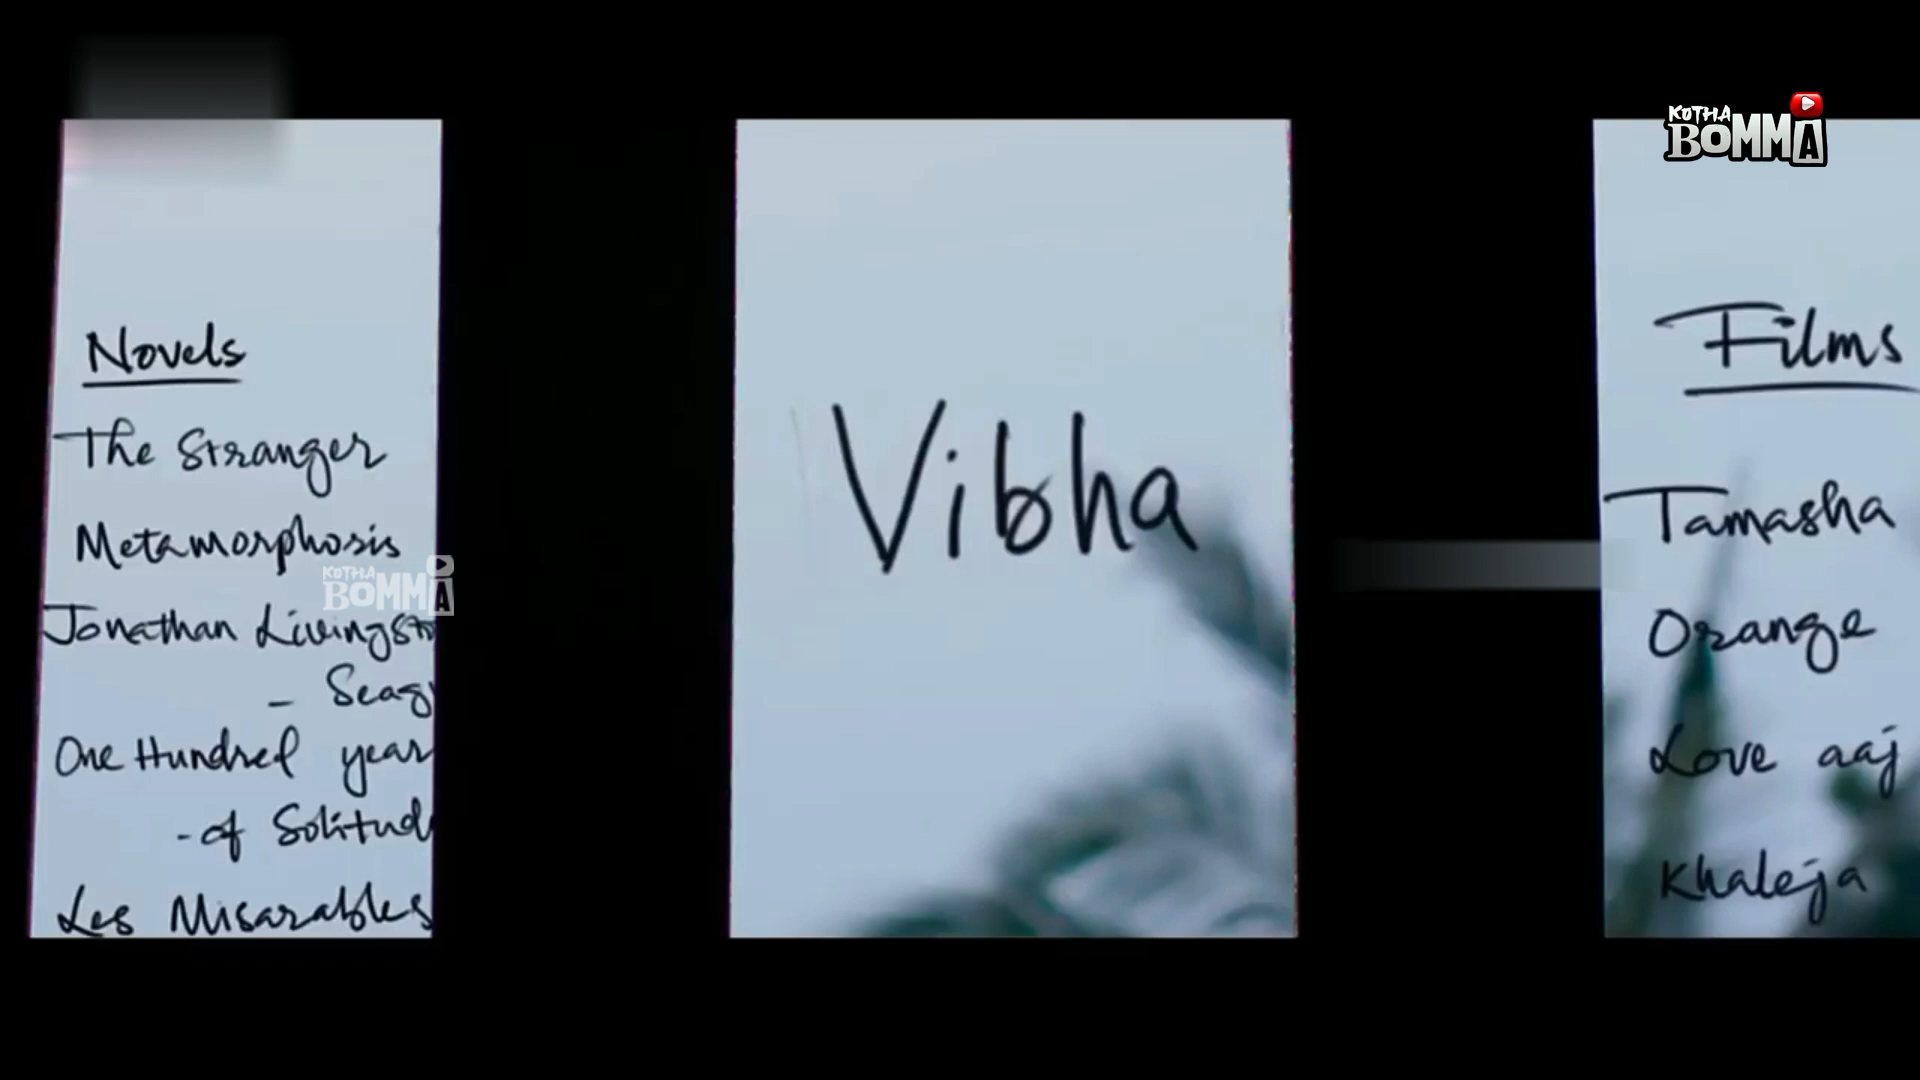 Novels
The Stranger
Metamorphosis
Jonathan Livingst
- Seag
One Hundred year
- of Solitud
Les Misarables
Vibha
Films
Tamasha
Orange
Love aaj
Khaleja
KOTHA
BOMMA
KOTHA
BOMMA